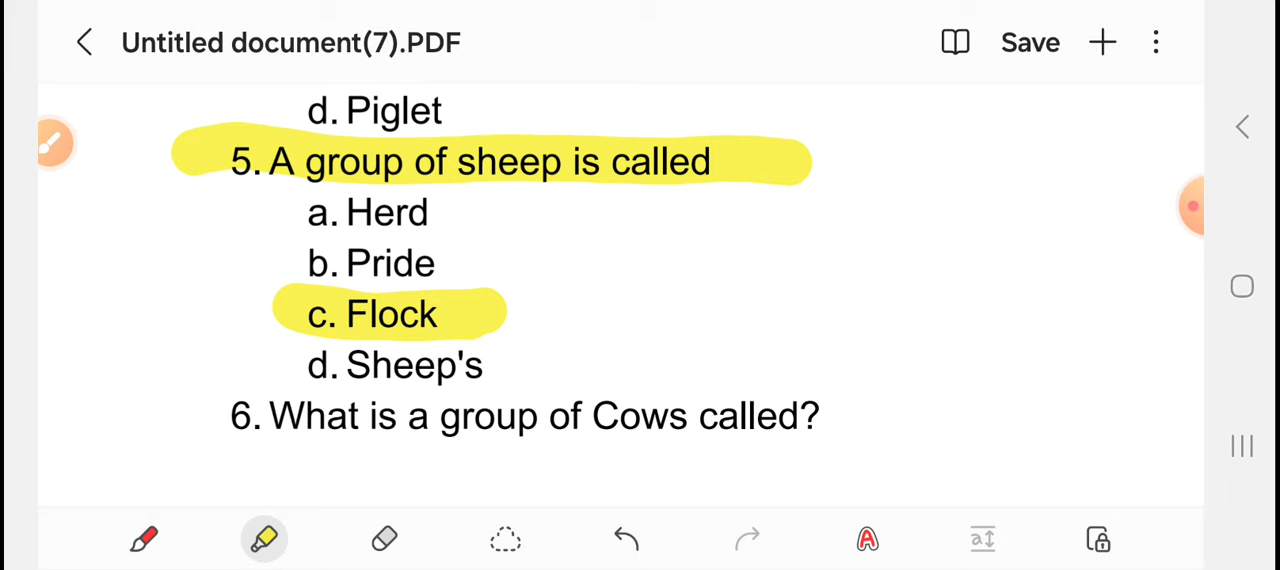 Untitled document(7).PDF
Save
d. Piglet
5. A group of sheep is called
a. Herd
b. Pride
c. Flock
d. Sheep's
6. What is a group of Cows called?
A
a